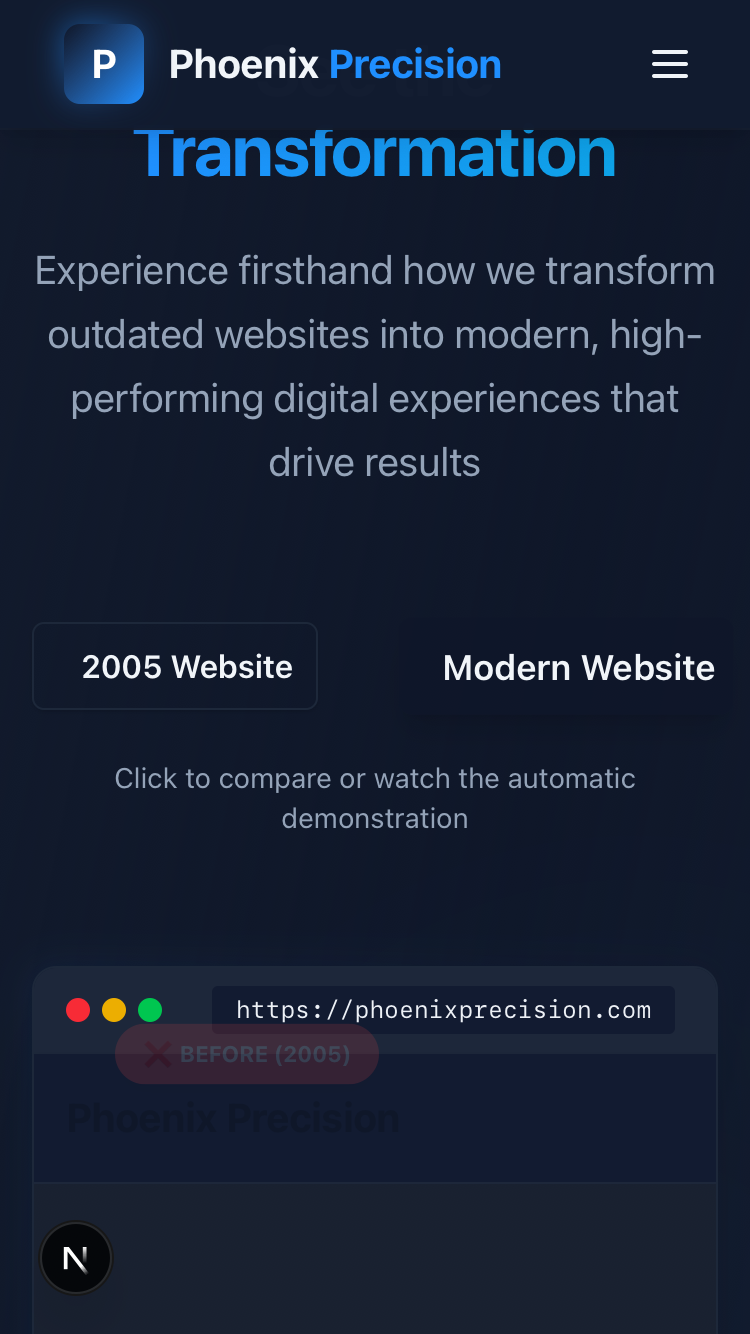 P
Phoenix Precision
Transformation
Experience firsthand how we transform
outdated websites into modern, high-
performing digital experiences that
drive results
2005 Website
Modern Website
Click to compare or watch the automatic
demonstration
https://phoenixprecision.com
❌ BEFORE (2005)
Phoenix Precision
N